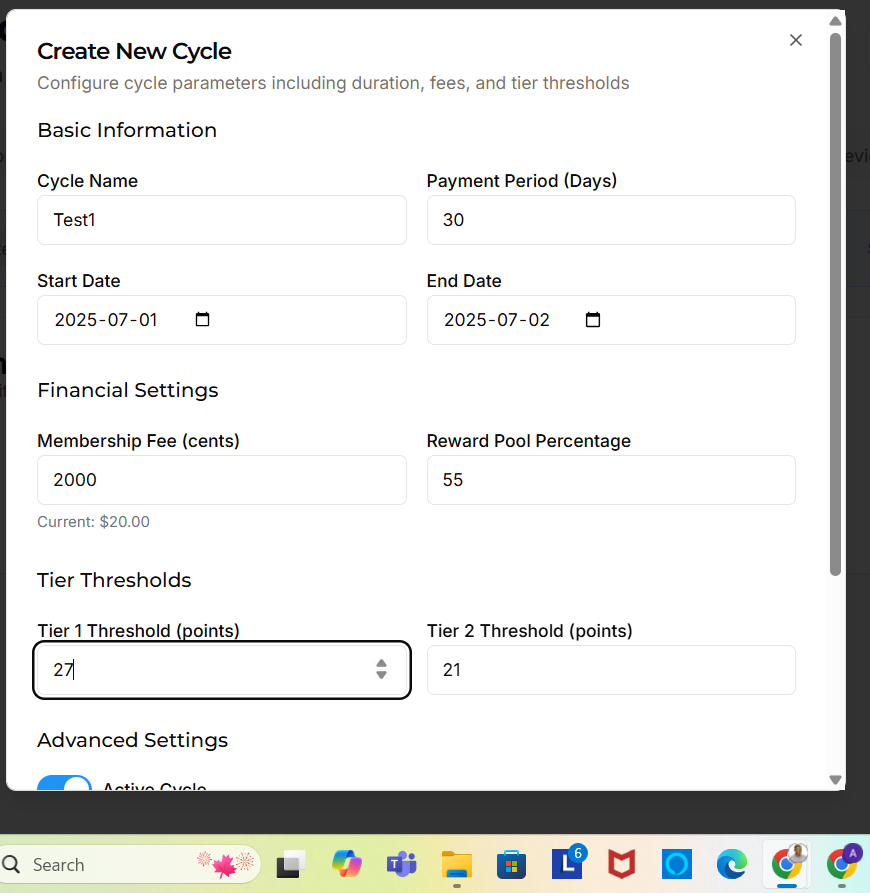 Create New Cycle
Configure cycle parameters including duration, fees, and tier thresholds
Basic Information
Cycle Name
Payment Period (Days)
Test1
30
Start Date
End Date
2025-07-01
2025-07-02
Financial Settings
Membership Fee (cents)
Reward Pool Percentage
2000
55
Current: $20.00
Tier Thresholds
Tier 1 Threshold (points)
Tier 2 Threshold (points)
27
21
Advanced Settings
Active Cycle
Search
T
L
6
A